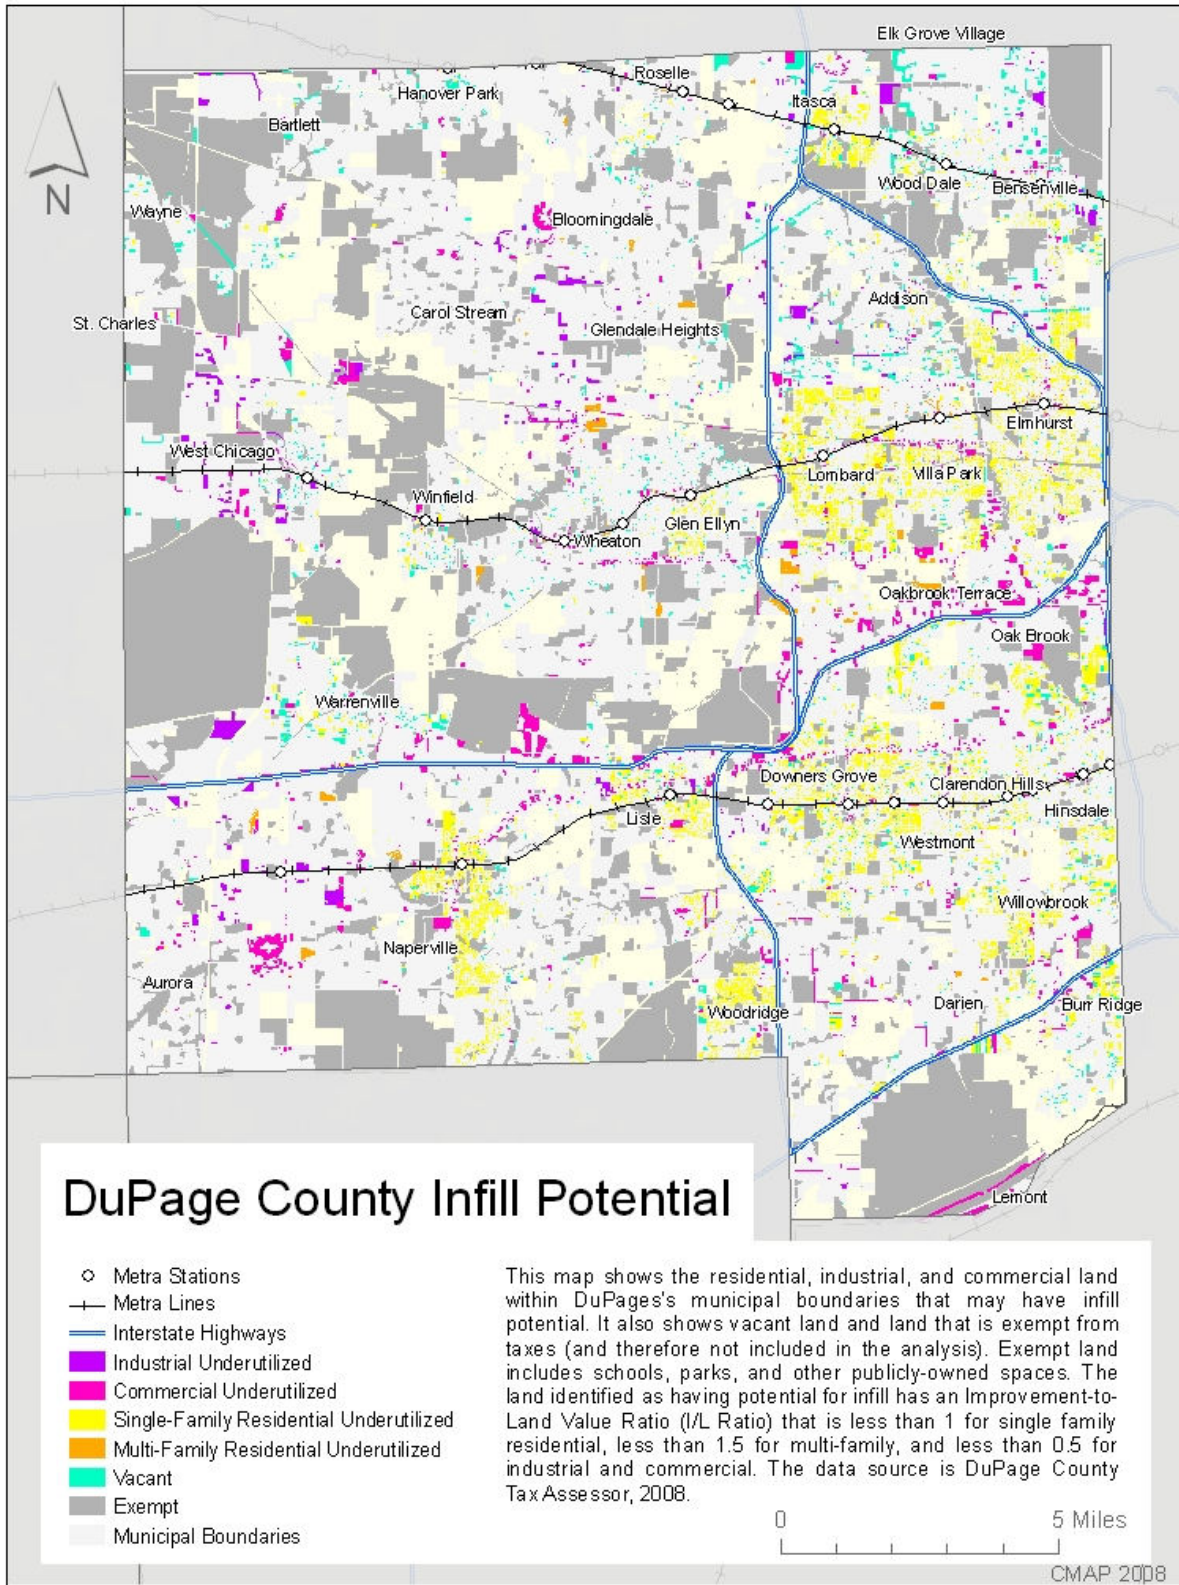 Elk Grove Village
Roselle
Hanover Park
Itasca
Bartlett
Wood Dale
Bensenville
Wayne
Bloomingdale
Addison
St. Charles
Carol Stream
Glendale Heights
Elmhurst
West Chicago
Lombard
Villa Park
Winfield
Glen Ellyn
Wheaton
Oakbrook Terrace
Oak Brook
Warrenville
Downers Grove
Clarendon Hills
Lisle
Hinsdale
Westmont
Willowbrook
Naperville
Aurora
Woodridge
Darien
Burr Ridge
Lemont
N
DuPage County Infill Potential
Metra Stations
Metra Lines
Interstate Highways
Industrial Underutilized
Commercial Underutilized
Single-Family Residential Underutilized
Multi-Family Residential Underutilized
Vacant
Exempt
Municipal Boundaries
This map shows the residential, industrial, and commercial land
within DuPages's municipal boundaries that may have infill
potential. It also shows vacant land and land that is exempt from
taxes (and therefore not included in the analysis). Exempt land
includes schools, parks, and other publicly-owned spaces. The
land identified as having potential for infill has an Improvement-to-
Land Value Ratio (I/L Ratio) that is less than 1 for single family
residential, less than 1.5 for multi-family, and less than 0.5 for
industrial and commercial. The data source is DuPage County
Tax Assessor, 2008.
0 5 Miles
CMAP 2008